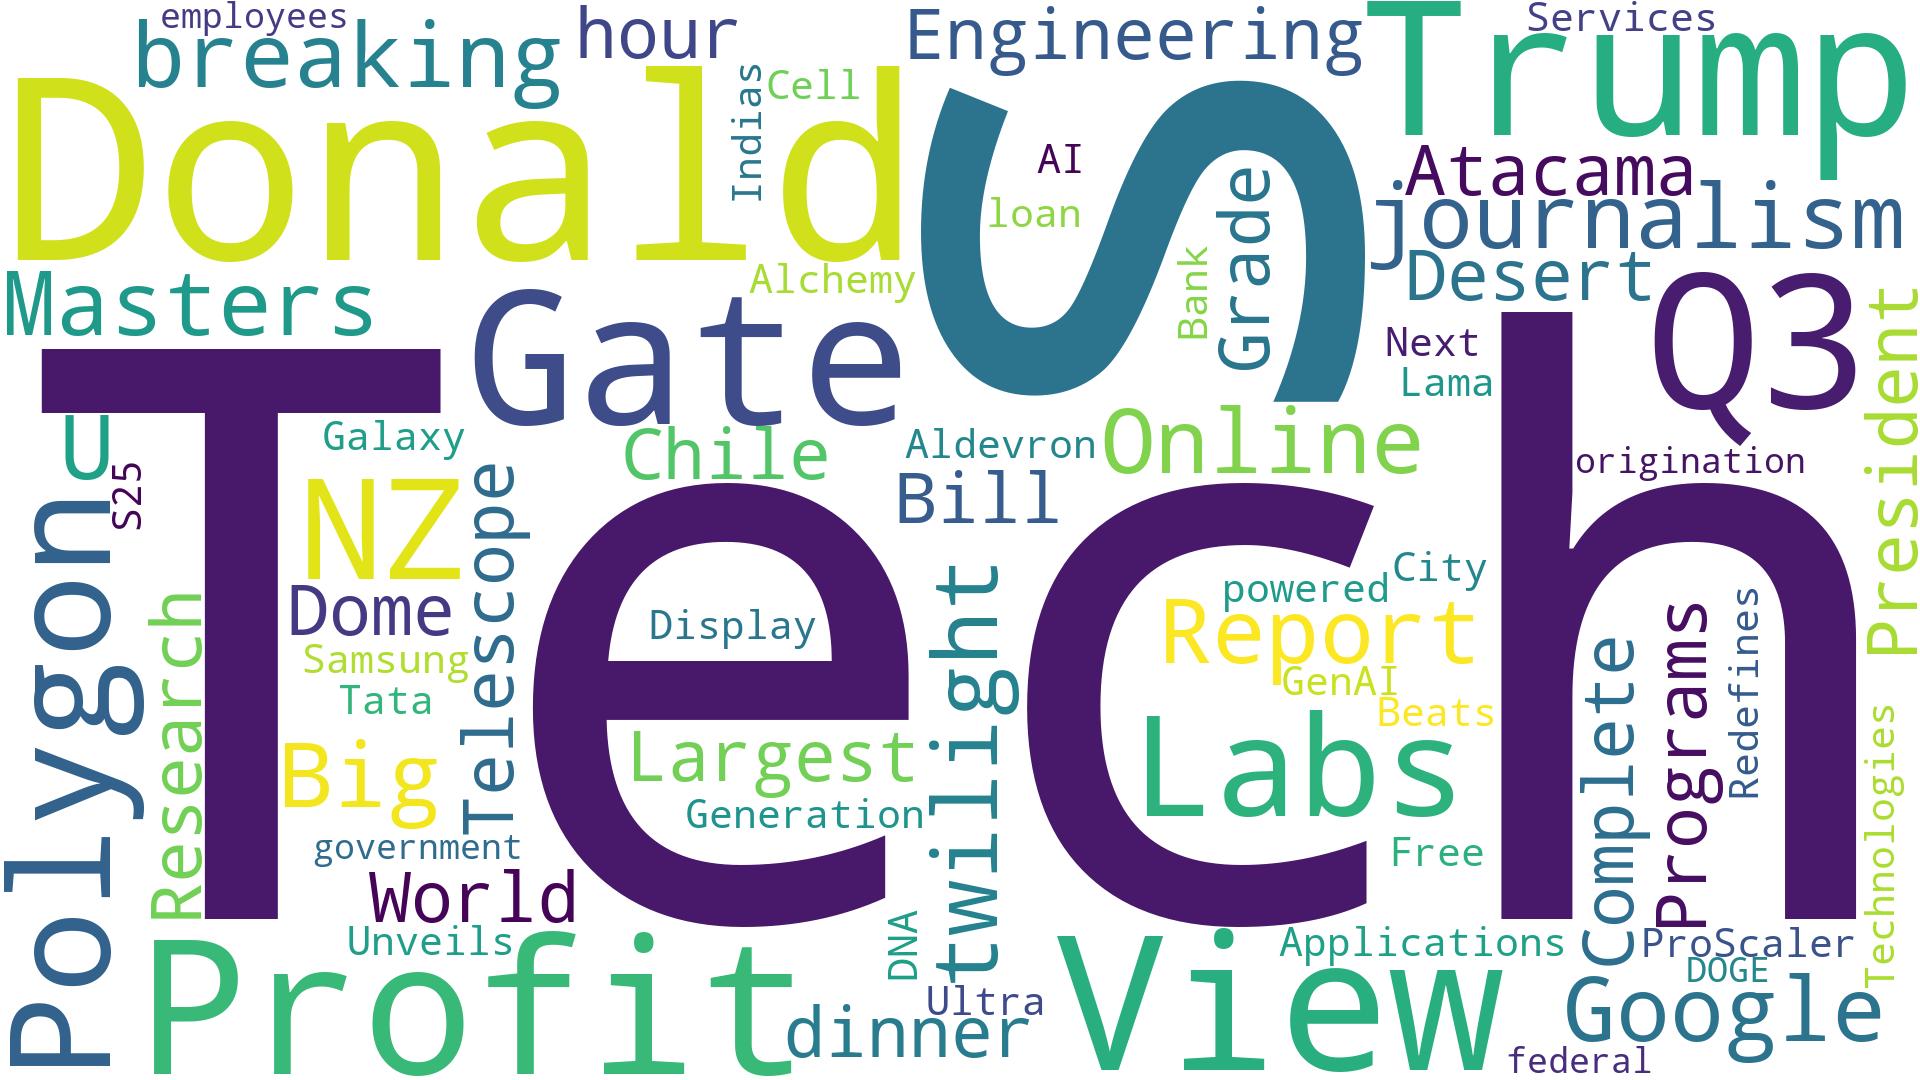 employees
breaking
hour
Engineering
Services
Trump
Donald
Indias
Cell
S
AI
loan
Grade
Bank
Atacama
journalism
Desert
Masters
Gate
Alchemy
Q3
President
Next
Lama
Tech
U
S25
Galaxy
Chile
Aldevron
Online
Bill
origination
Polygon
NZ
Telescope
Dome
Research
Samsung
Tata
Display
twilight
City
powered
Report
GenAI
Beats
Complete
Programs
Redefines
Big
Largest
Generation
Labs
Technologies
government
Free
World
Unveils
DNA
Profit
View
Applications
ProScaler
DOGE
Ultra
dinner
Google
federal